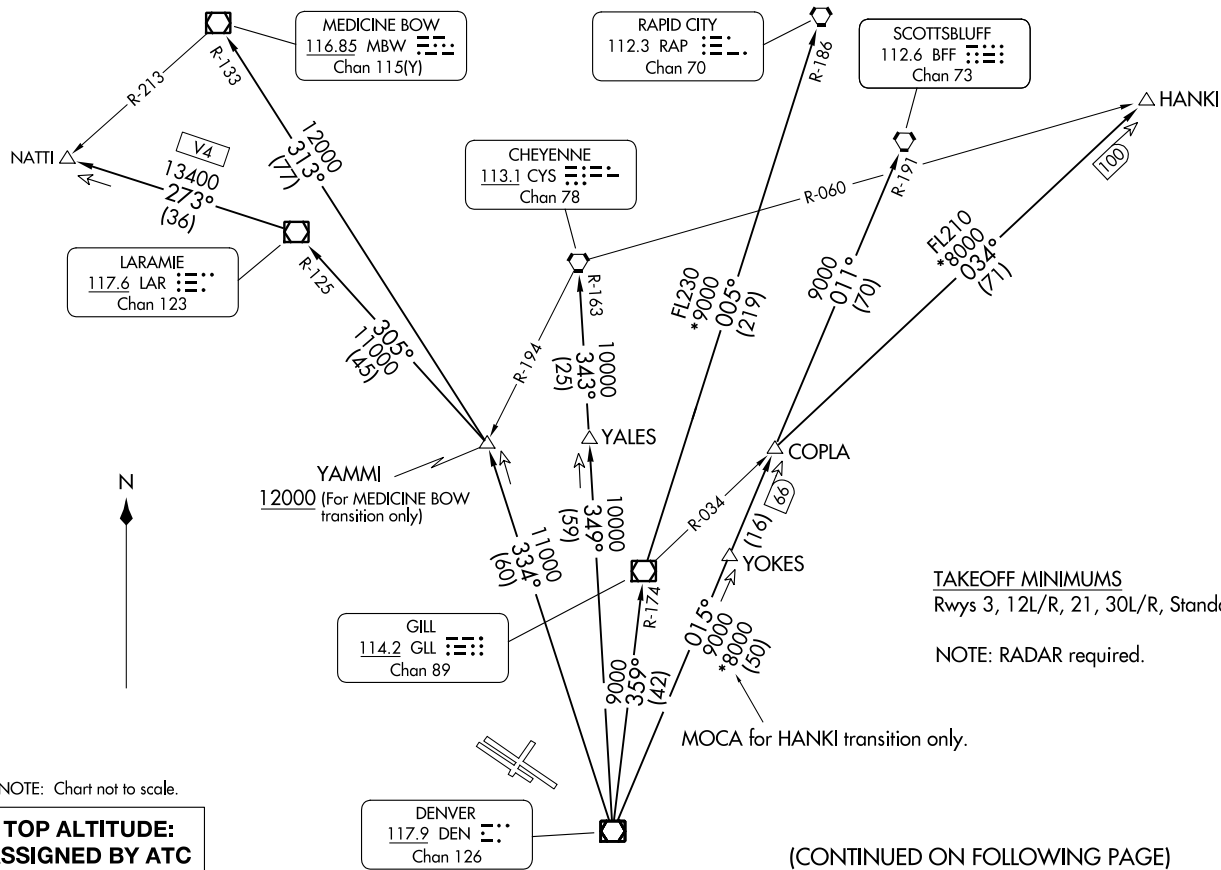 MEDICINE BOW
116.85 MBW
Chan 115(Y)
RAPID CITY
112.3 RAP
Chan 70
SCOTTSBLUFF
112.6 BFF
Chan 73
R-133
R-186
R-213
HANKI
100
NATTI
V4
13400
273°
(36)
12000
313°
(77)
CHEYENNE
113.1 CYS
Chan 78
R-191
R-060
LARAMIE
117.6 LAR
Chan 123
R-125
R-163
FL230
*9000
005°
(219)
9000
011°
(70)
FL210
*8000
034°
(71)
305°
11000
(45)
R-194
10000
343°
(25)
YALES
COPLA
YAMMI
12000 (For MEDICINE BOW
transition only)
N
11000
334°
(60)
10000
349°
(59)
R-034
66
(16)
YOKES
R-174
GILL
114.2 GLL
Chan 89
9000
359°
(42)
015°
9000
*8000
(50)
TAKEOFF MINIMUMS
Rwys 3, 12L/R, 21, 30L/R, Standa
NOTE: RADAR required.
MOCA for HANKI transition only.
NOTE: Chart not to scale.
TOP ALTITUDE:
ASSIGNED BY ATC
DENVER
117.9 DEN
Chan 126
(CONTINUED ON FOLLOWING PAGE)